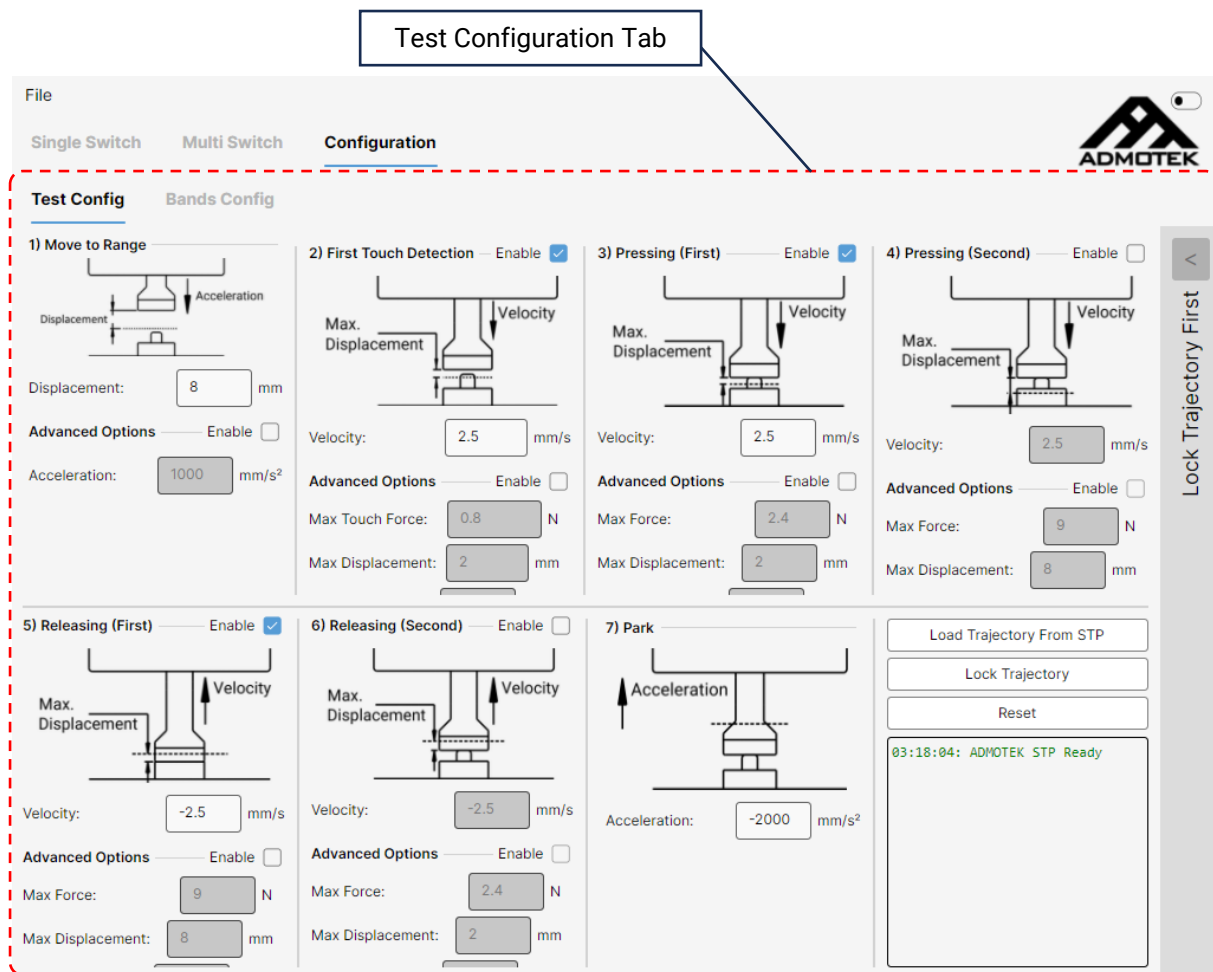 Test Configuration Tab
File
ADMOTEK
Single Switch Multi Switch Configuration
Test Config Bands Config
1) Move to Range
Acceleration
Displacement
Displacement: 8 mm
Advanced Options Enable
Acceleration: 1000 mm/s²
2) First Touch Detection Enable
Velocity
Max.
Displacement
Velocity: 2.5 mm/s
Advanced Options Enable
Max Touch Force: 0.8 N
Max Displacement: 2 mm
3) Pressing (First) Enable
Velocity
Max.
Displacement
Velocity: 2.5 mm/s
Advanced Options Enable
Max Force: 2.4 N
Max Displacement: 2 mm
4) Pressing (Second) Enable
Velocity
Max.
Displacement
Velocity: 2.5 mm/s
Advanced Options Enable
Max Force: 9 N
Max Displacement: 8 mm
<
Lock Trajectory First
5) Releasing (First) Enable
Velocity
Max.
Displacement
Velocity: -2.5 mm/s
Advanced Options Enable
Max Force: 9 N
Max Displacement: 8 mm
6) Releasing (Second) Enable
Velocity
Max.
Displacement
Velocity: -2.5 mm/s
Advanced Options Enable
Max Force: 2.4 N
Max Displacement: 2 mm
7) Park
Acceleration
Acceleration: -2000 mm/s²
Load Trajectory From STP
Lock Trajectory
Reset
03:18:04: ADMOTEK STP Ready